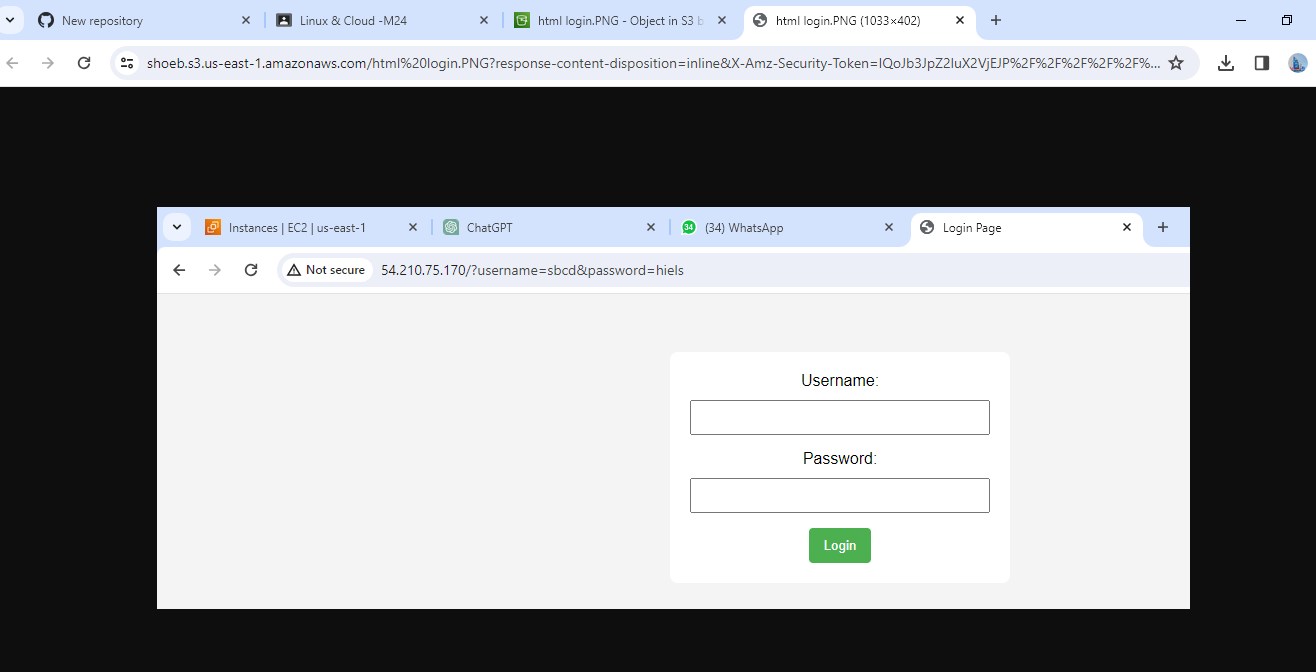 New repository
Linux & Cloud -M24
html login.PNG - Object in S3 b
html login.PNG (1033×402)
shoeb.s3.us-east-1.amazonaws.com/html%20login.PNG?response-content-disposition=inline&X-Amz-Security-Token=IQoJb3JpZ2luX2VjEJP%2F%2F%2F%2F%2F%...
Instances | EC2 | us-east-1
ChatGPT
34
(34) WhatsApp
Login Page
Not secure
54.210.75.170/?username=sbcd&password=hiels
Username:
Password:
Login